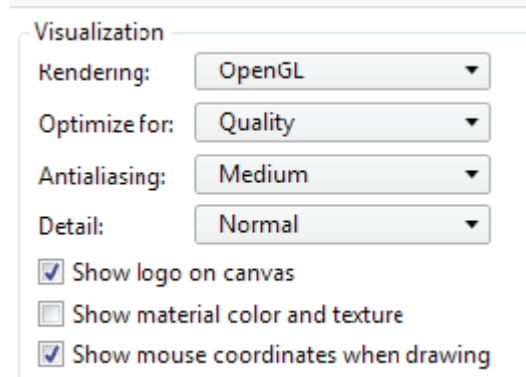 Visualization
Rendering: OpenGL
Optimize for: Quality
Antialiasing: Medium
Detail: Normal
Show logo on canvas
Show material color and texture
Show mouse coordinates when drawing